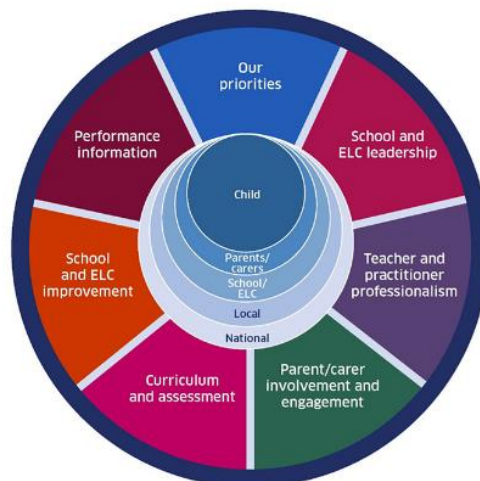 Our
priorities
School and
ELC leadership
Teacher and
practitioner
professionalism
Parent/carer
involvement and
engagement
Curriculum
and assessment
School
and ELC
improvement
Performance
information
Child
Parents/
carers
School/
ELC
Local
National